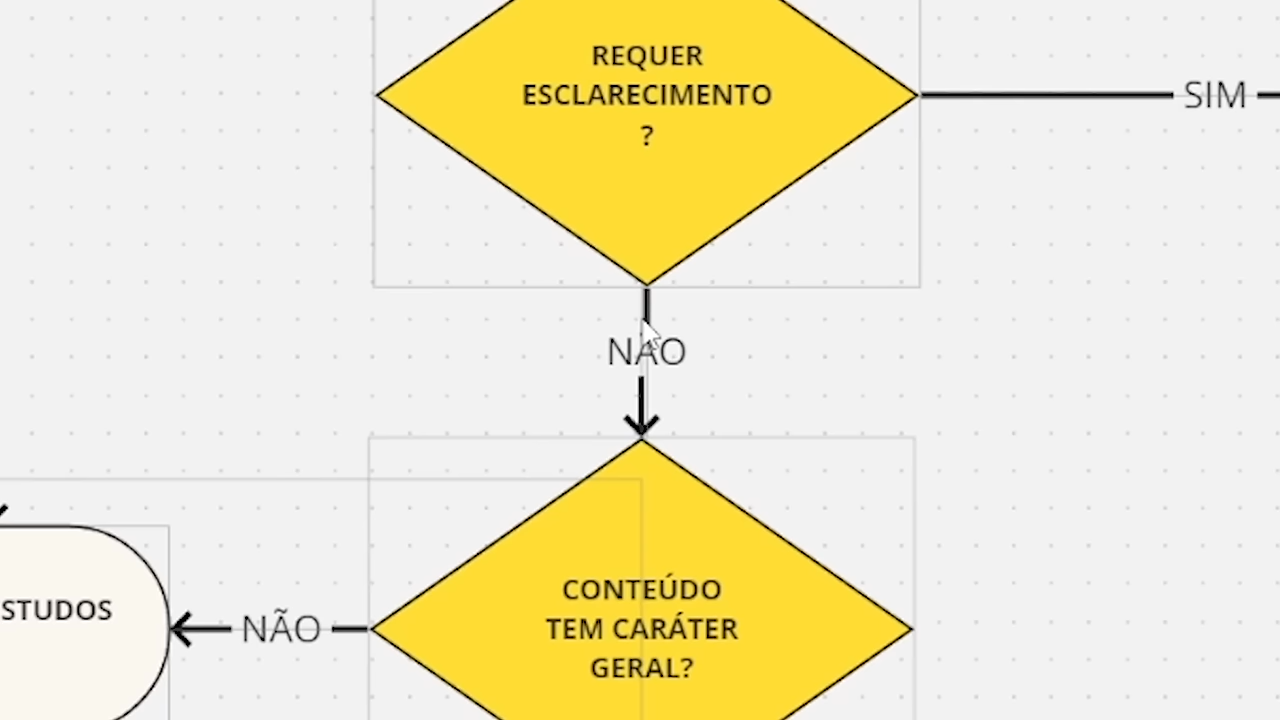 REQUER
ESCLARECIMENTO
?
SIM
NÃO
CONTEÚDO
TEM CARÁTER
GERAL?
NÃO
STUDOS